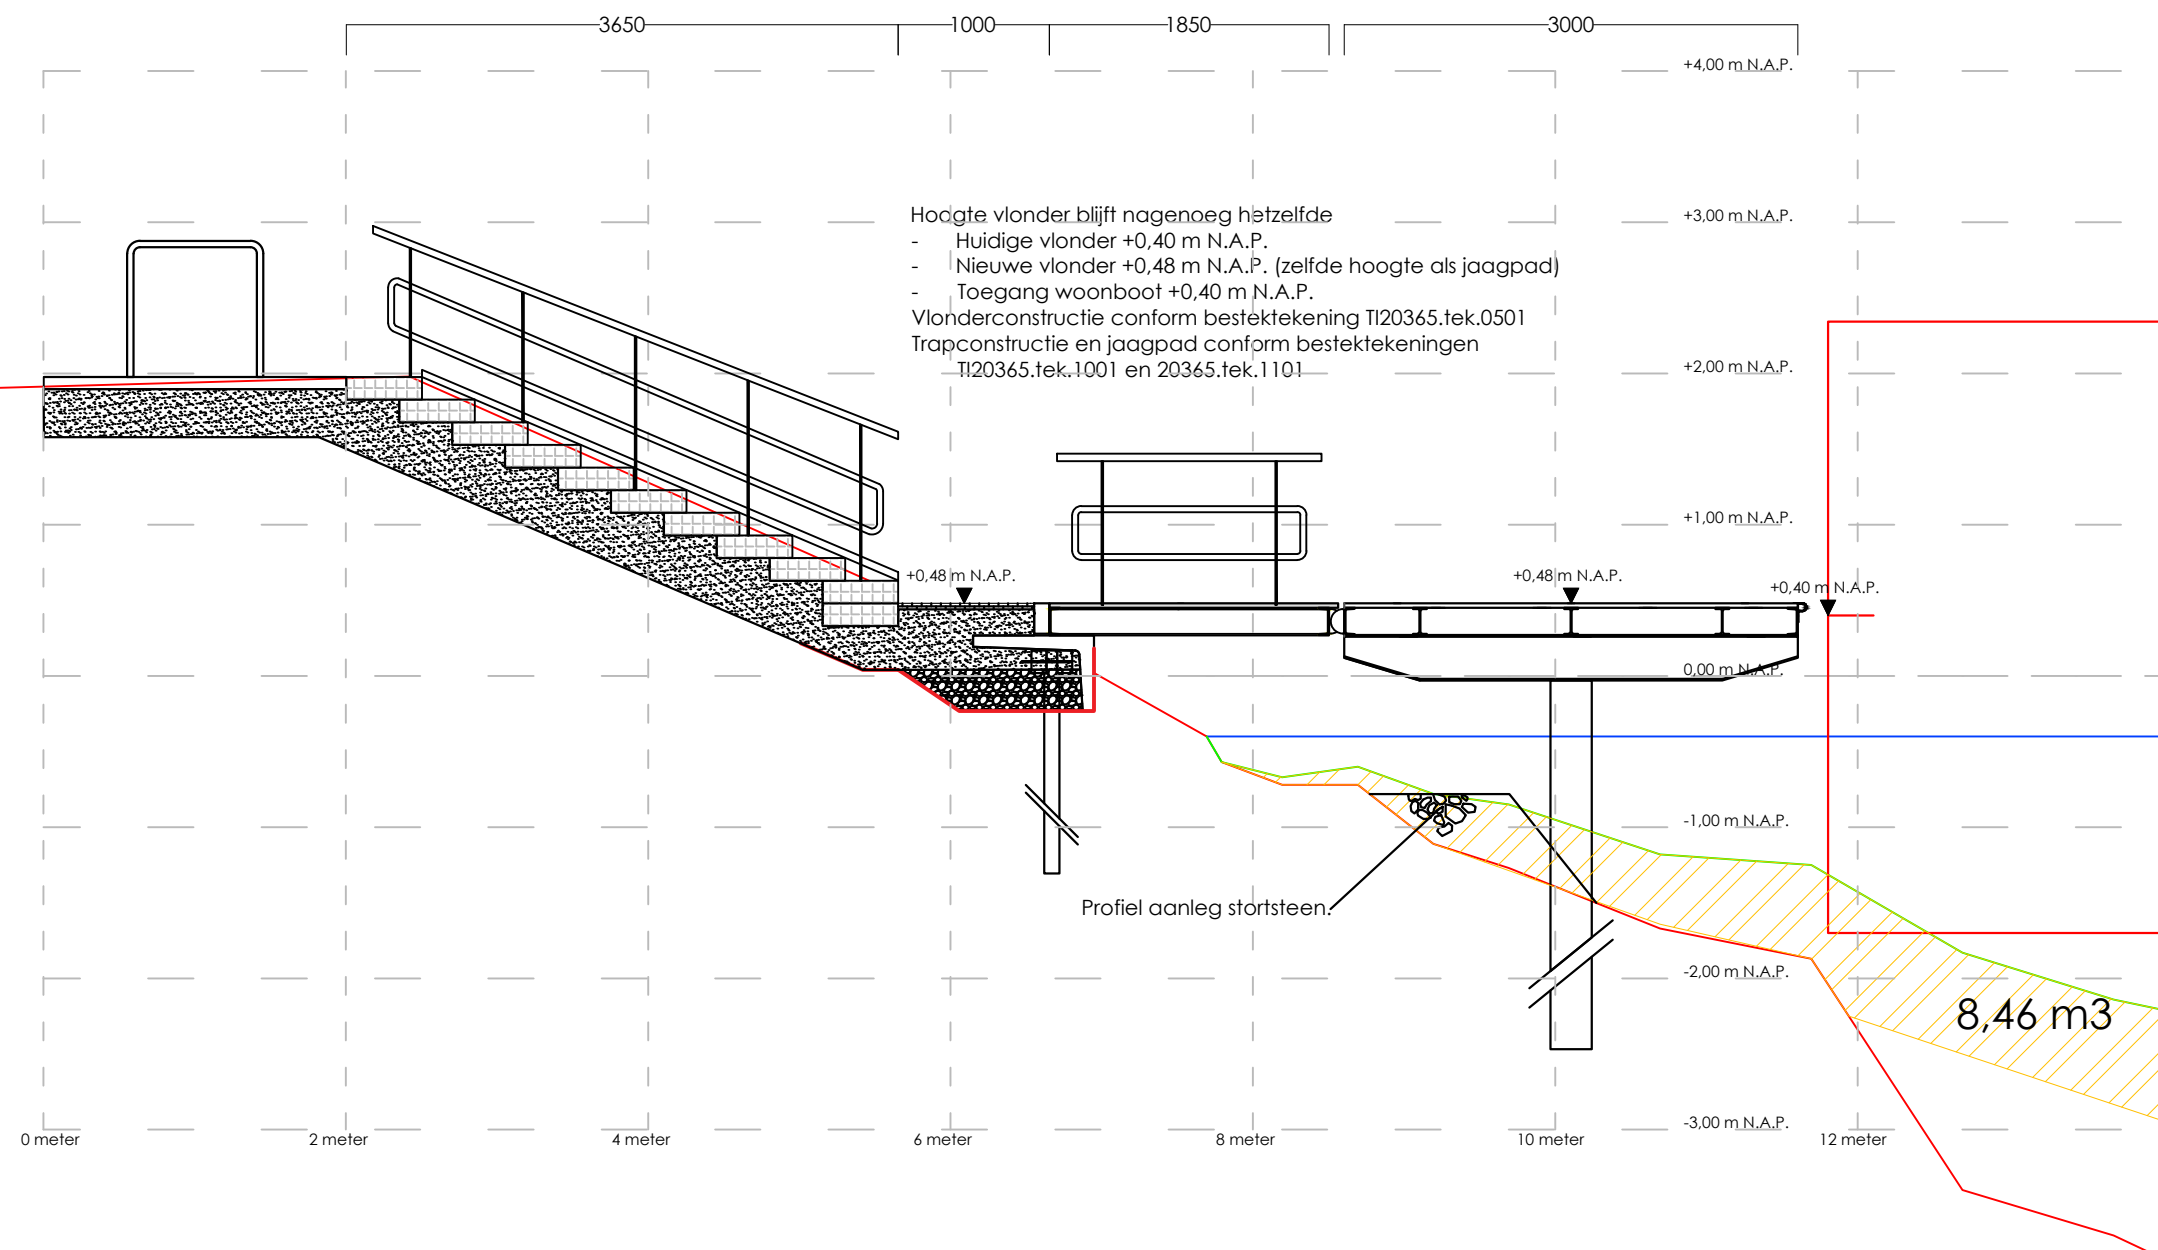 3650 1000 1850 3000
+4,00 m N.A.P.
Hoogte vlonder blijft nagenoeg hetzelfde
+3,00 m N.A.P.
- Huidige vlonder +0,40 m N.A.P.
- Nieuwe vlonder +0,48 m N.A.P. (zelfde hoogte als jaagpad)
- Toegang woonboot +0,40 m N.A.P.
Vlonderconstructie conform bestektekening TI20365.tek.0501
Trapconstructie en jaagpad conform bestektekeningen
TI20365.tek.1001 en 20365.tek.1101
+2,00 m N.A.P.
+1,00 m N.A.P.
+0,48 m N.A.P. +0,48 m N.A.P.
+0,40 m N.A.P.
0,00 m N.A.P.
-1,00 m N.A.P.
Profiel aanleg stortsteen.
-2,00 m N.A.P.
8,46 m3
-3,00 m N.A.P.
0 meter 2 meter 4 meter 6 meter 8 meter 10 meter 12 meter